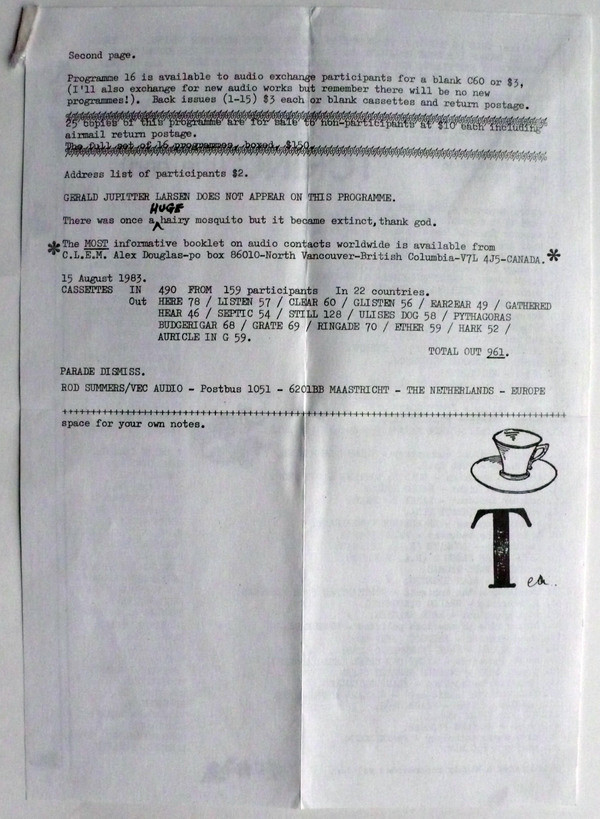 Second page.
Programme 16 is available to audio exchange participants for a blank C60 or $3,
(I'll also exchange for new audio works but remember there will be no new
programmes!). Back issues (1-15) $3 each or blank cassettes and return postage.
25 copies of this programme are for sale to non-participants at $10 each including
airmail return postage.
The full set of 16 programmes, boxed, $150.
Address list of participants $2.
GERALD JUPITTER LARSEN DOES NOT APPEAR ON THIS PROGRAMME.
HUGE
There was once a hairy mosquito but it became extinct,thank god.
*The MOST informative booklet on audio contacts worldwide is available from
C.L.E.M. Alex Douglas-po box 86010-North Vancouver-British Columbia-V7L 4J5-CANADA.*
15 August 1983.
CASSETTES IN 490 FROM 159 participants In 22 countries.
Out HERE 78 / LISTEN 57 / CLEAR 60 / GLISTEN 56 / EAR2EAR 49 / GATHERED
HEAR 46 / SEPTIC 54 / STILL 128 / ULISES DOG 58 / PYTHAGORAS
BUDGERIGAR 68 / GRATE 69 / RINGADE 70 / ETHER 59 / HARK 52 /
AURICLE IN G 59.
TOTAL OUT 961.
PARADE DISMISS.
ROD SUMMERS/VEC AUDIO - Postbus 1051 - 6201BB MAASTRICHT - THE NETHERLANDS - EUROPE
space for your own notes.
Tea.